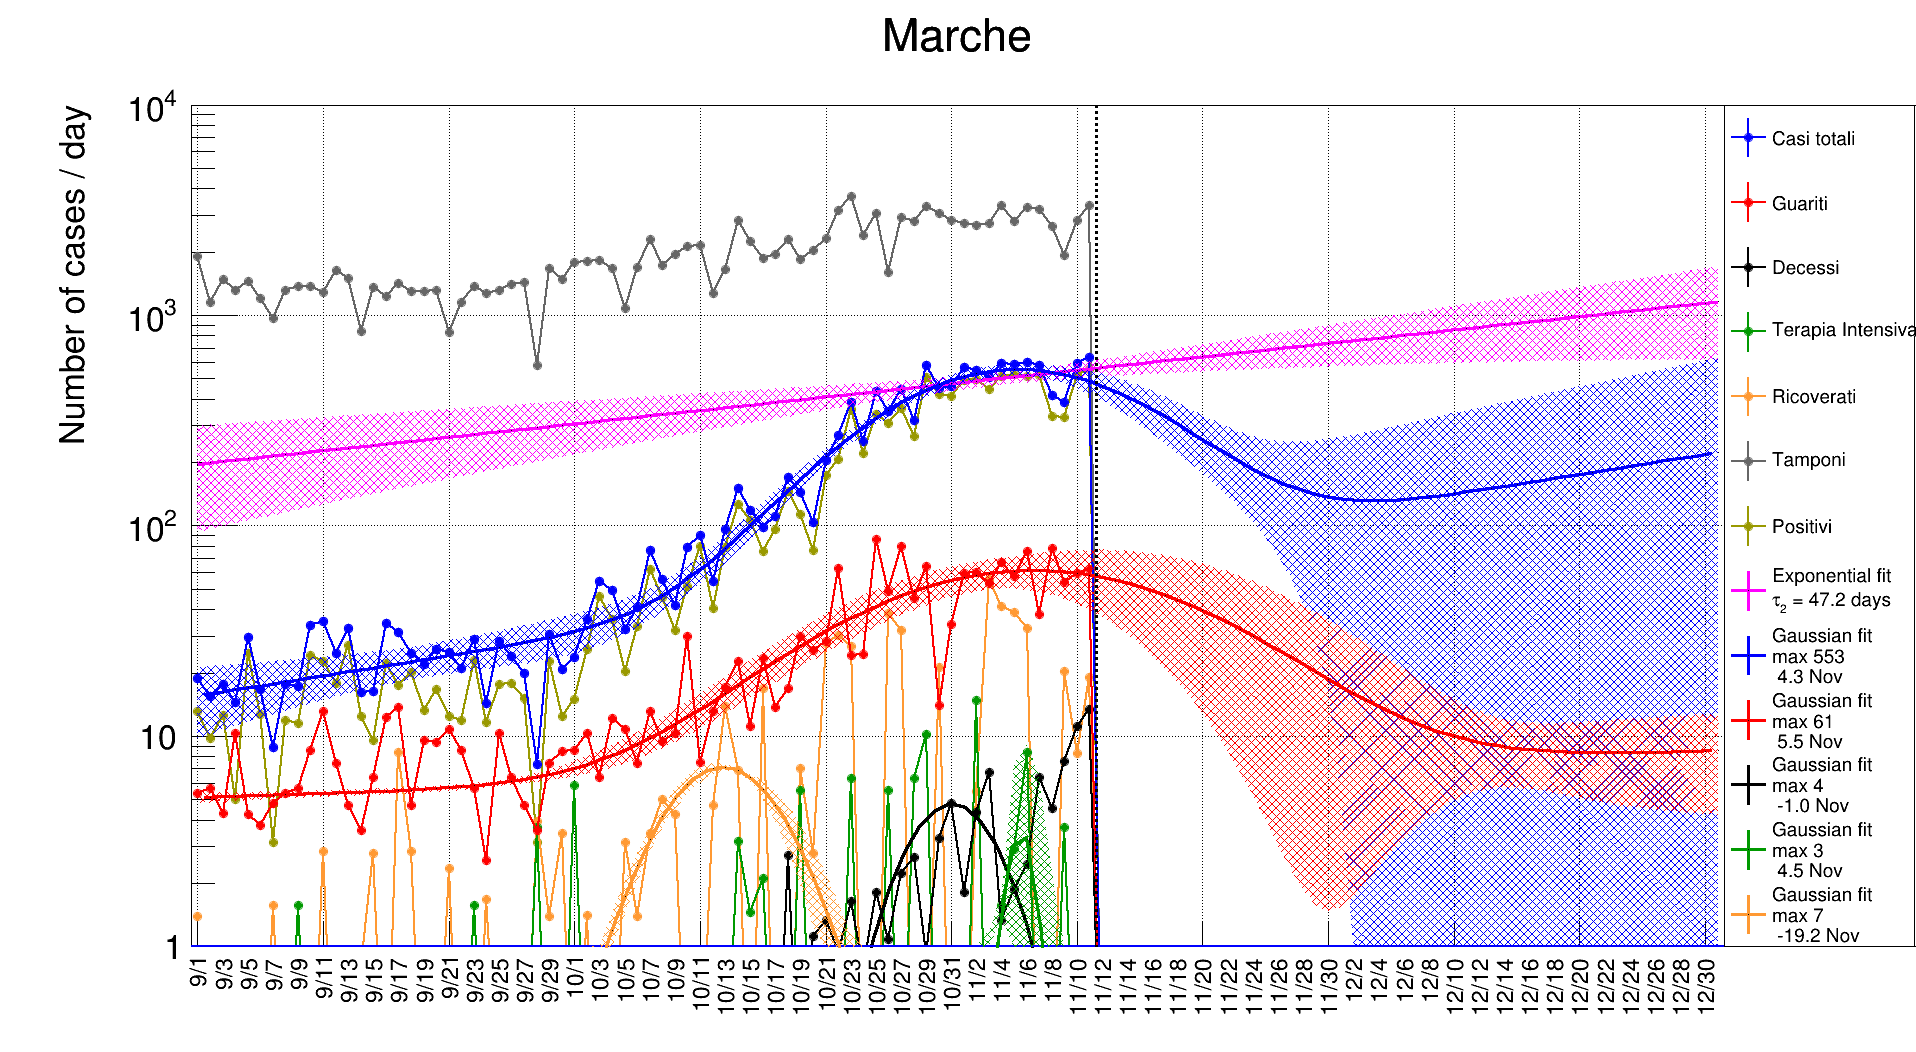 Marche
Number of cases / day
10^4
10^3
10^2
10
1
9/1 9/3 9/5 9/7 9/9 9/11 9/13 9/15 9/17 9/19 9/21 9/23 9/25 9/27 9/29 10/1 10/3 10/5 10/7 10/9 10/11 10/13 10/15 10/17 10/19 10/21 10/23 10/25 10/27 10/29 10/31 11/2 11/4 11/6 11/8 11/10 11/12 11/14 11/16 11/18 11/20 11/22 11/24 11/26 11/28 11/30 12/2 12/4 12/6 12/8 12/10 12/12 12/14 12/16 12/18 12/20 12/22 12/24 12/26 12/28 12/30
Casi totali
Guariti
Decessi
Terapia Intensiva
Ricoverati
Tamponi
Positivi
Exponential fit
τ₂ = 47.2 days
Gaussian fit
max 553
4.3 Nov
Gaussian fit
max 61
5.5 Nov
Gaussian fit
max 4
-1.0 Nov
Gaussian fit
max 3
4.5 Nov
Gaussian fit
max 7
-19.2 Nov